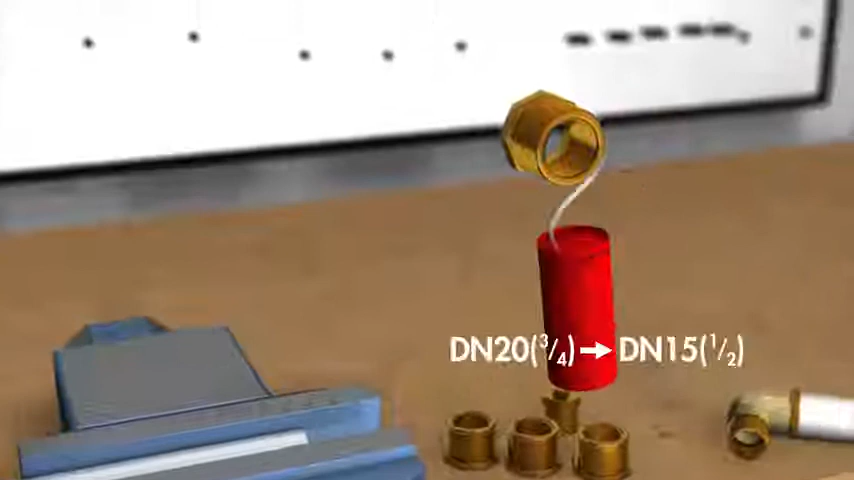 DN20(3/4) → DN15(1/2)